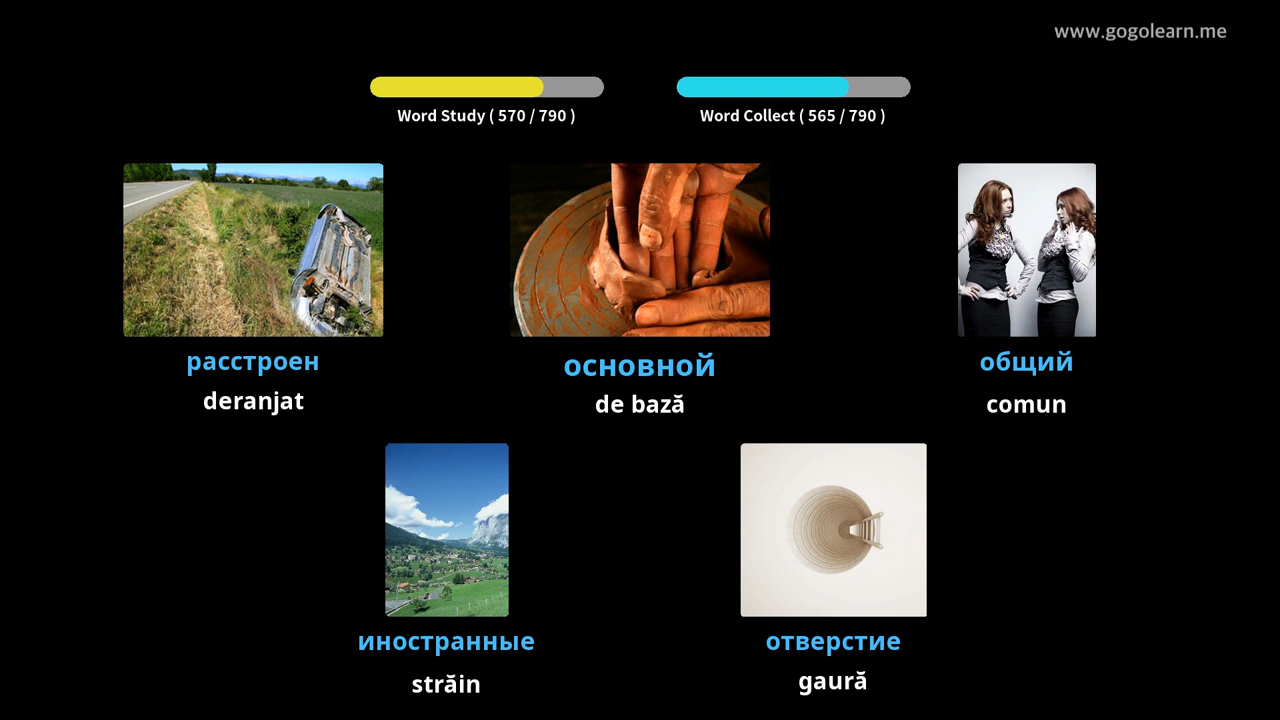 www.gogolearn.me
Word Study ( 570 / 790 )
Word Collect ( 565 / 790 )
расстроен
deranjat
основной
de bază
общий
comun
иностранные
străin
отверстие
gaură